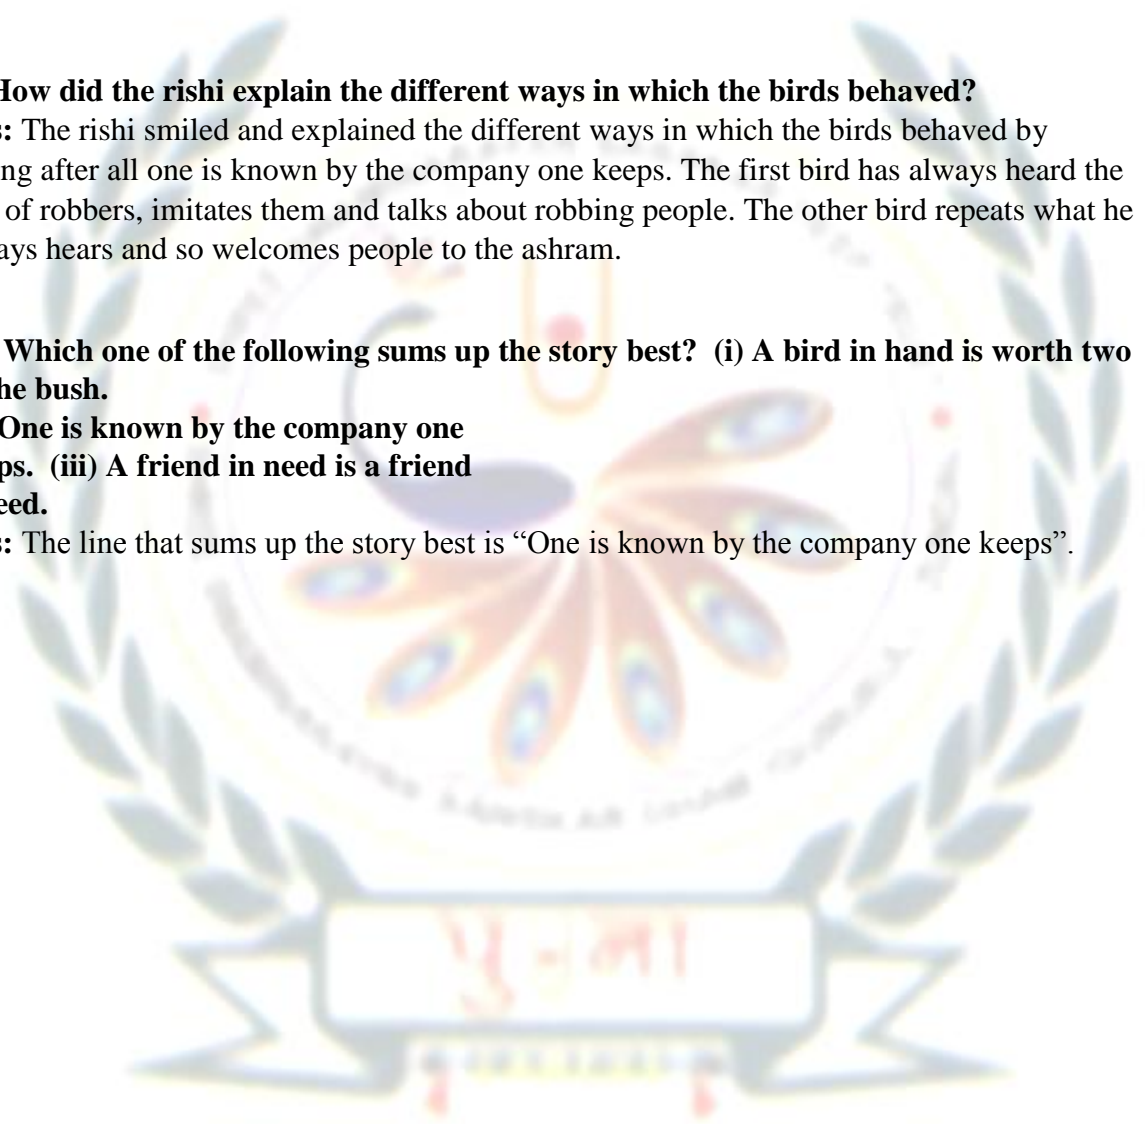 How did the rishi explain the different ways in which the birds behaved?
s: The rishi smiled and explained the different ways in which the birds behaved by
ng after all one is known by the company one keeps. The first bird has always heard the
of robbers, imitates them and talks about robbing people. The other bird repeats what he
ays hears and so welcomes people to the ashram.
Which one of the following sums up the story best? (i) A bird in hand is worth two
he bush.
One is known by the company one
ps. (iii) A friend in need is a friend
eed.
s: The line that sums up the story best is “One is known by the company one keeps”.
पु-ना